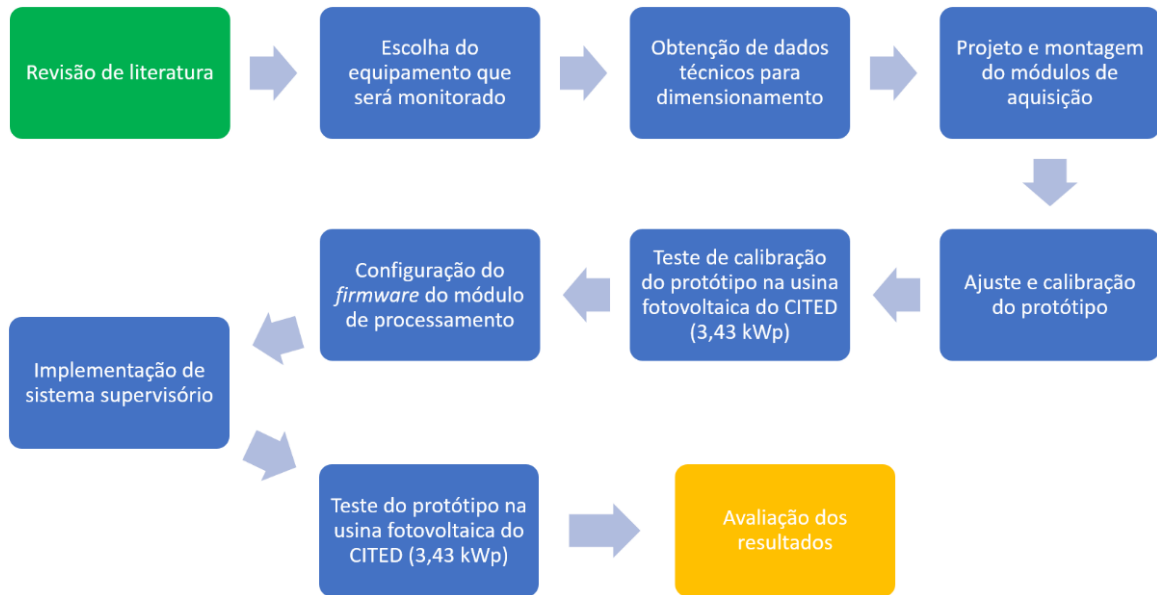 Revisão de literatura
Escolha do
equipamento que
será monitorado
Obtenção de dados
técnicos para
dimensionamento
Projeto e montagem
do módulos de
aquisição
Ajuste e calibração
do protótipo
Teste de calibração
do protótipo na usina
fotovoltaica do CITED
(3,43 kWp)
Configuração do
firmware do módulo
de processamento
Implementação de
sistema supervisório
Teste do protótipo na
usina fotovoltaica do
CITED (3,43 kWp)
Avaliação dos
resultados